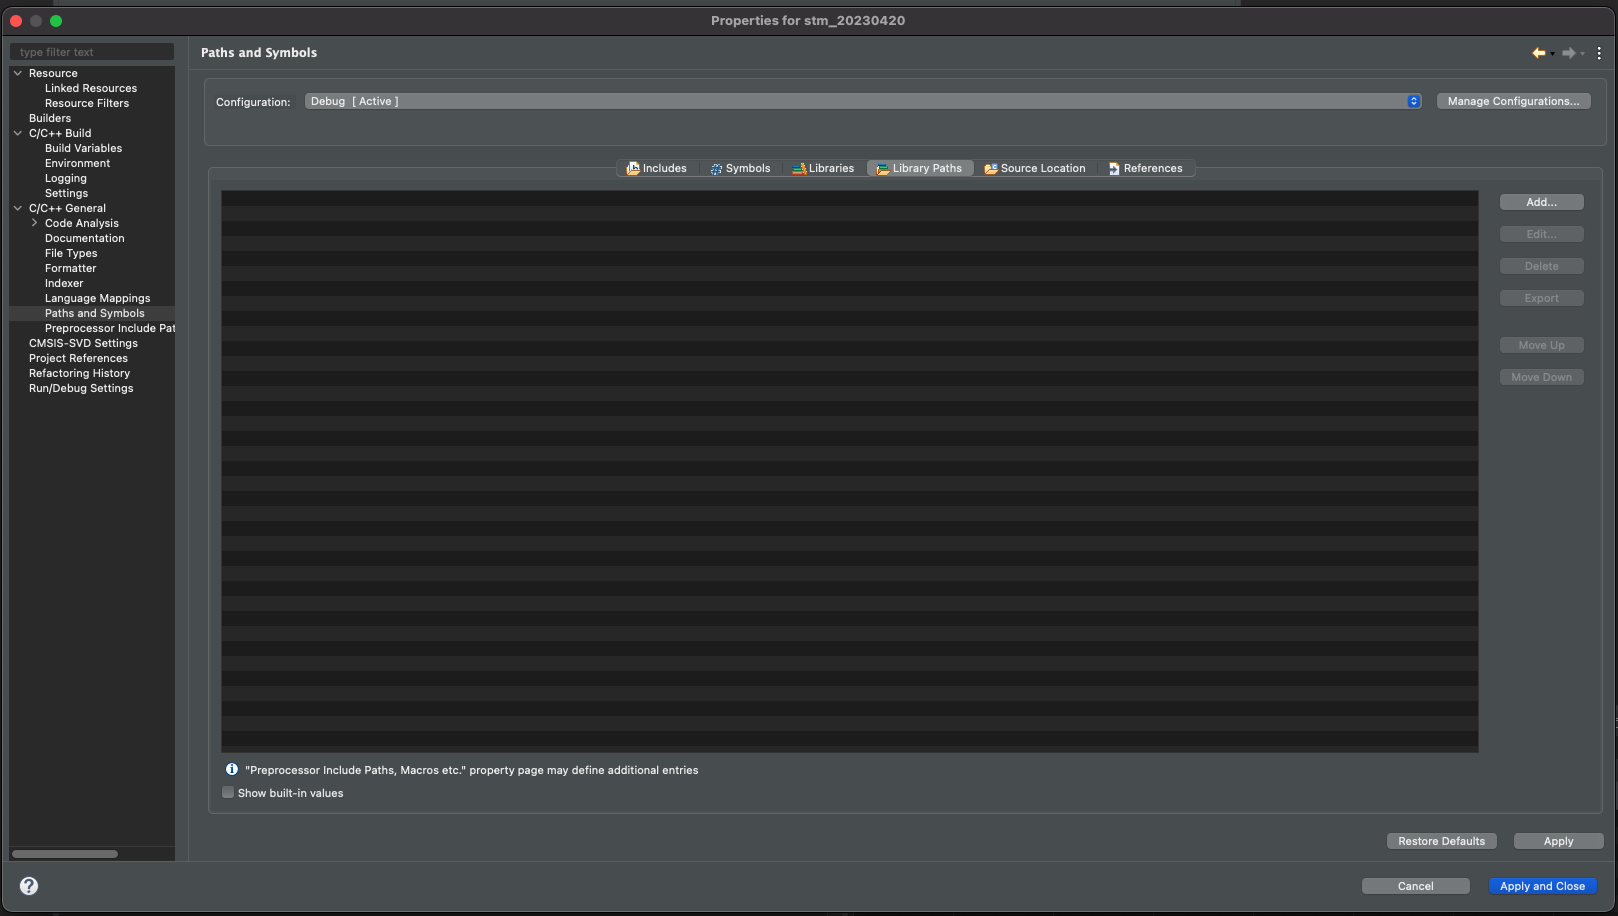 Properties for stm_20230420
type filter text
Resource
Linked Resources
Resource Filters
Builders
C/C++ Build
Build Variables
Environment
Logging
Settings
C/C++ General
Code Analysis
Documentation
File Types
Formatter
Indexer
Language Mappings
Paths and Symbols
Preprocessor Include Pat
CMSIS-SVD Settings
Project References
Refactoring History
Run/Debug Settings
Paths and Symbols
Configuration: Debug [ Active ] Manage Configurations...
Includes Symbols Libraries Library Paths Source Location References
Add...
Edit...
Delete
Export
Move Up
Move Down
"Preprocessor Include Paths, Macros etc." property page may define additional entries
Show built-in values
Restore Defaults Apply
? Cancel Apply and Close